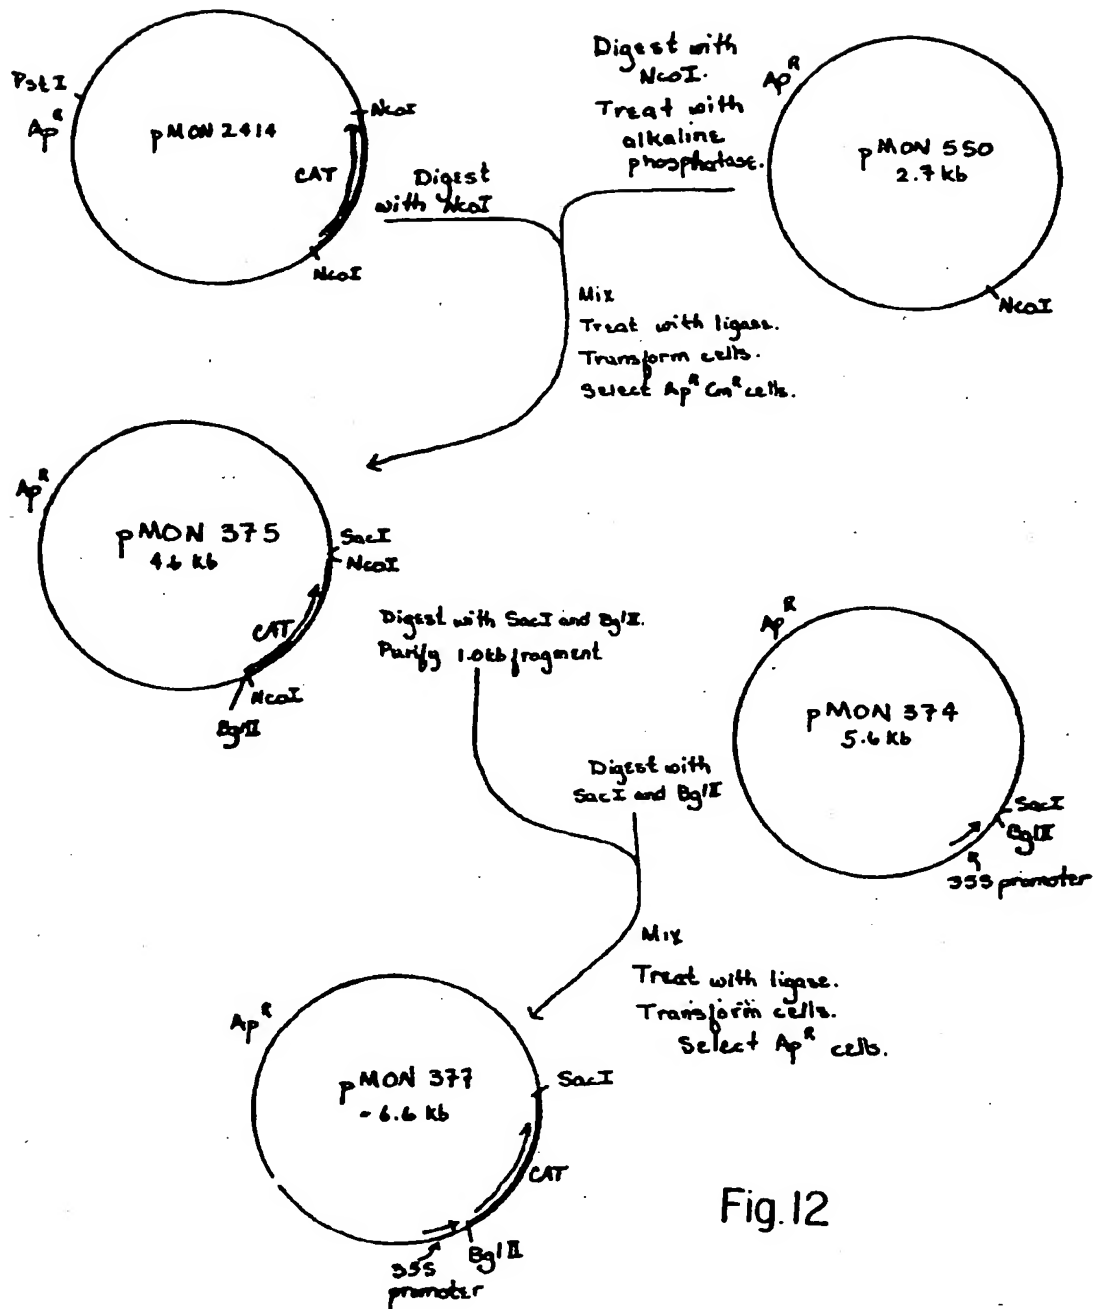 PstI
Ap^R
pMON 2414
NcoI
CAT
NcoI
Digest
with NcoI
Digest with
NcoI.
Treat with
alkaline
phosphatase.
Ap^R
pMON 550
2.7 kb
NcoI
Mix
Treat with ligase.
Transform cells.
Select Ap^R Cm^R cells.
Ap^R
pMON 375
4.6 kb
SacI
NcoI
CAT
NcoI
BglII
Digest with SacI and BglII.
Purify 1.0kb fragment
Ap^R
pMON 374
5.6 kb
SacI
BglII
35S promoter
Digest with
SacI and BglII
Mix
Treat with ligase.
Transform cells.
Select Ap^R cells.
Ap^R
pMON 377
~6.6 kb
SacI
CAT
BglII
35S
promoter
Fig.12